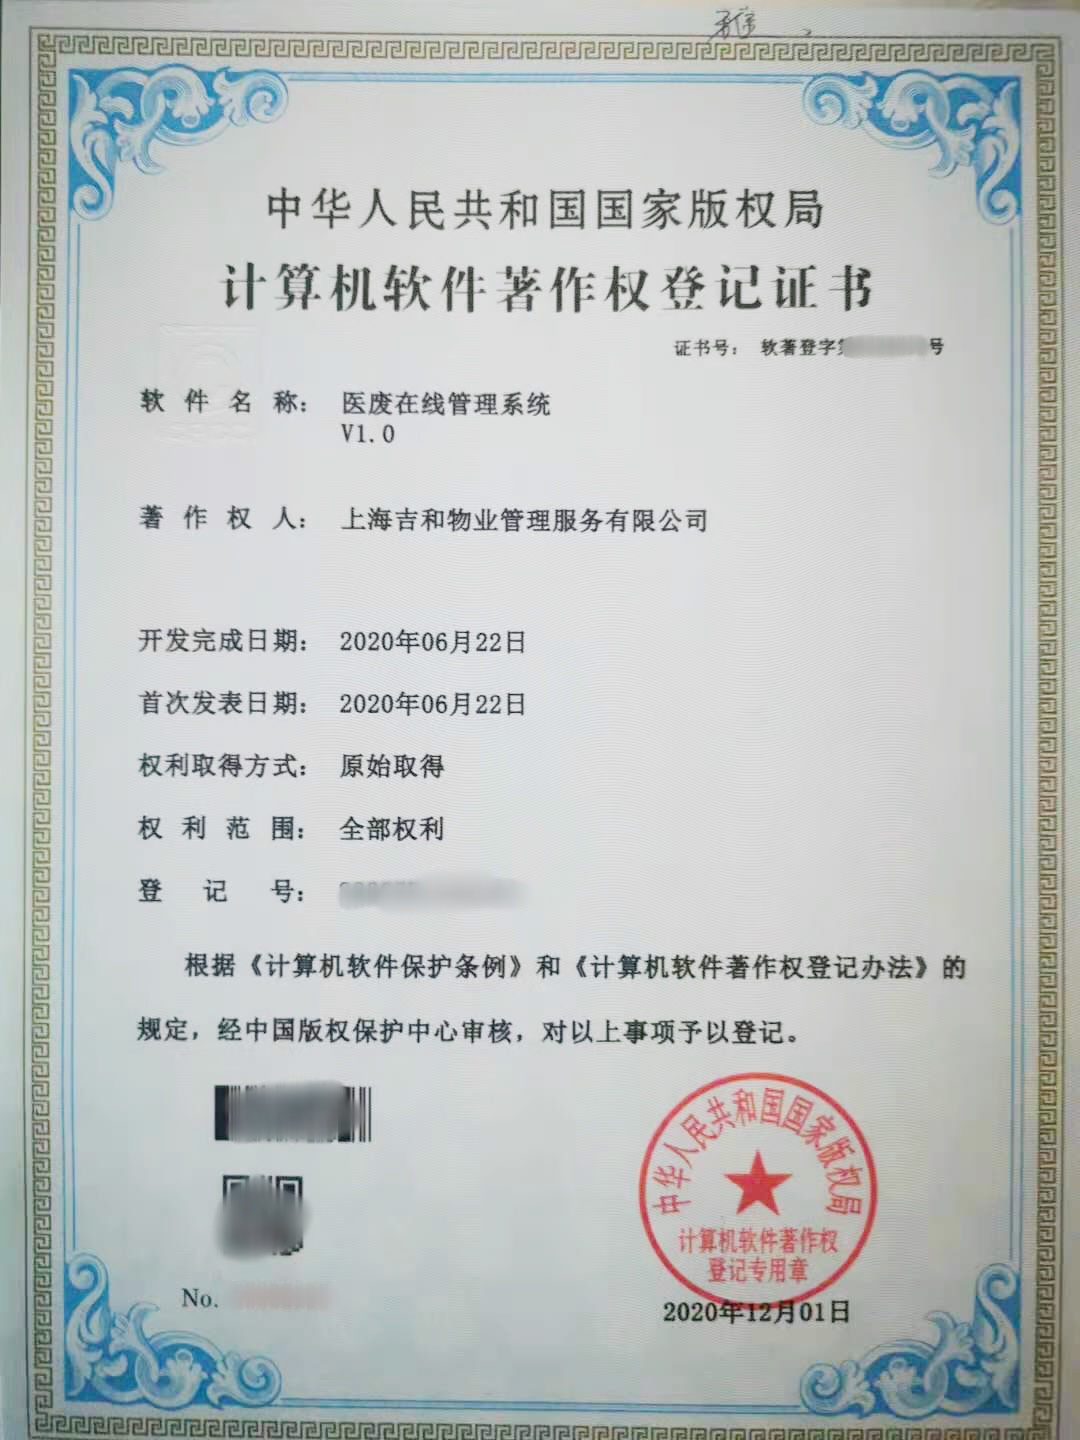 中华人民共和国国家版权局
计算机软件著作权登记证书
证书号： 软著登字第 号
软件名称： 医废在线管理系统
V1.0
著作权人： 上海吉和物业管理服务有限公司
开发完成日期： 2020年06月22日
首次发表日期： 2020年06月22日
权利取得方式： 原始取得
权利范围： 全部权利
登记号：
根据《计算机软件保护条例》和《计算机软件著作权登记办法》的
规定，经中国版权保护中心审核，对以上事项予以登记。
中华人民共和国国家版权局
计算机软件著作权
登记专用章
No.
2020年12月01日